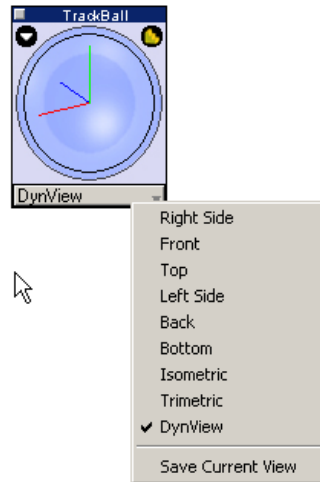 TrackBall
DynView
Right Side
Front
Top
Left Side
Back
Bottom
Isometric
Trimetric
DynView
Save Current View